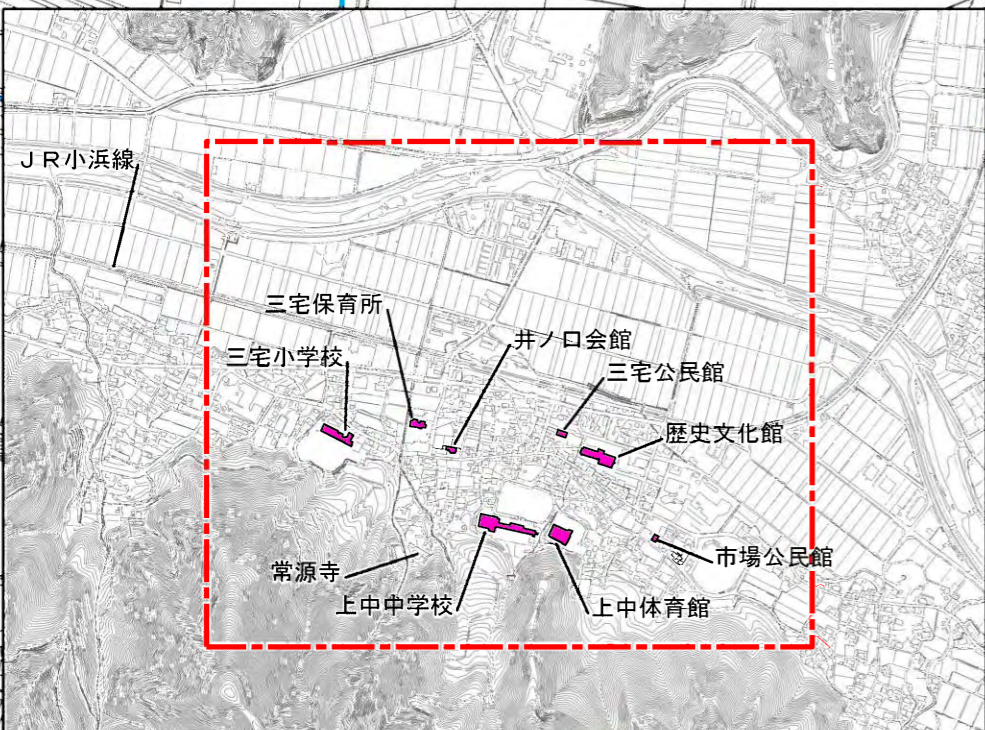 JR小浜線
三宅保育所
井ノ口会館
三宅小学校
三宅公民館
歴史文化館
市場公民館
常源寺
上中中学校
上中体育館